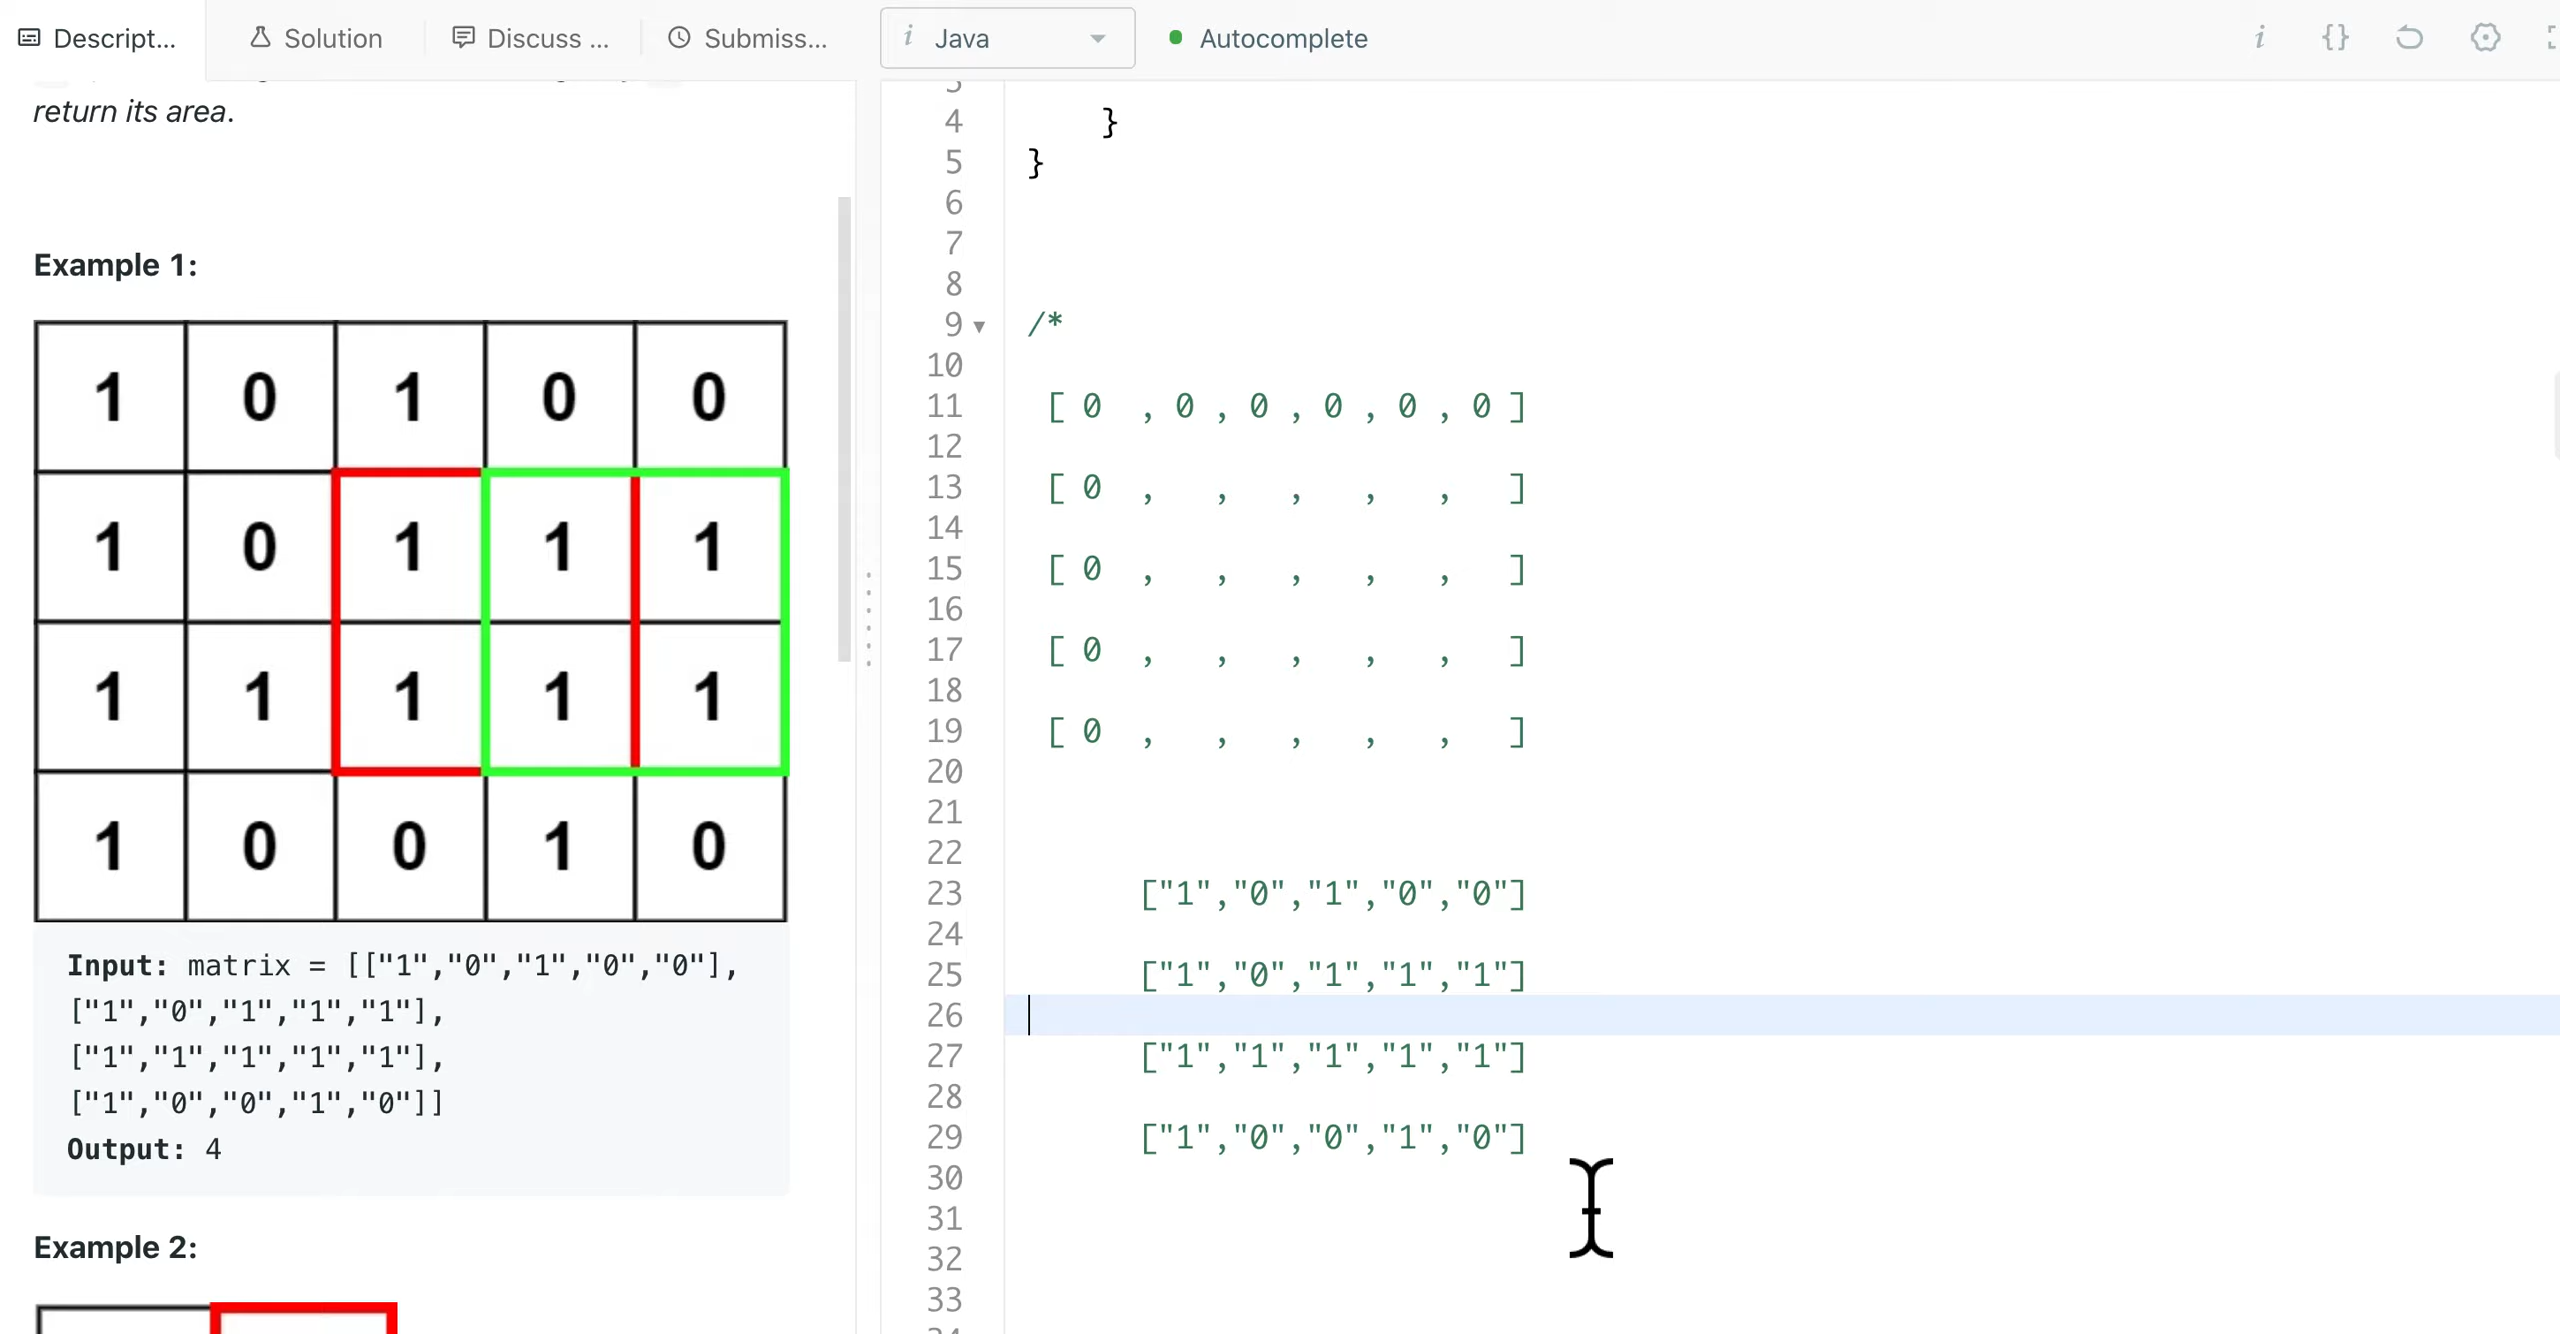 Descript...
Solution
Discuss ...
Submiss...
i Java
Autocomplete
i {}
return its area.
Example 1:
1 0 1 0 0
1 0 1 1 1
1 1 1 1 1
1 0 0 1 0
Input: matrix = [["1","0","1","0","0"],
["1","0","1","1","1"],
["1","1","1","1","1"],
["1","0","0","1","0"]]
Output: 4
Example 2:
4 }
5 }
6
7
8
9 /*
10
11 [ 0 , 0 , 0 , 0 , 0 , 0 ]
12
13 [ 0 , , , , , ]
14
15 [ 0 , , , , , ]
16
17 [ 0 , , , , , ]
18
19 [ 0 , , , , , ]
20
21
22
23 ["1","0","1","0","0"]
24
25 ["1","0","1","1","1"]
26
27 ["1","1","1","1","1"]
28
29 ["1","0","0","1","0"]
30
31
32
33